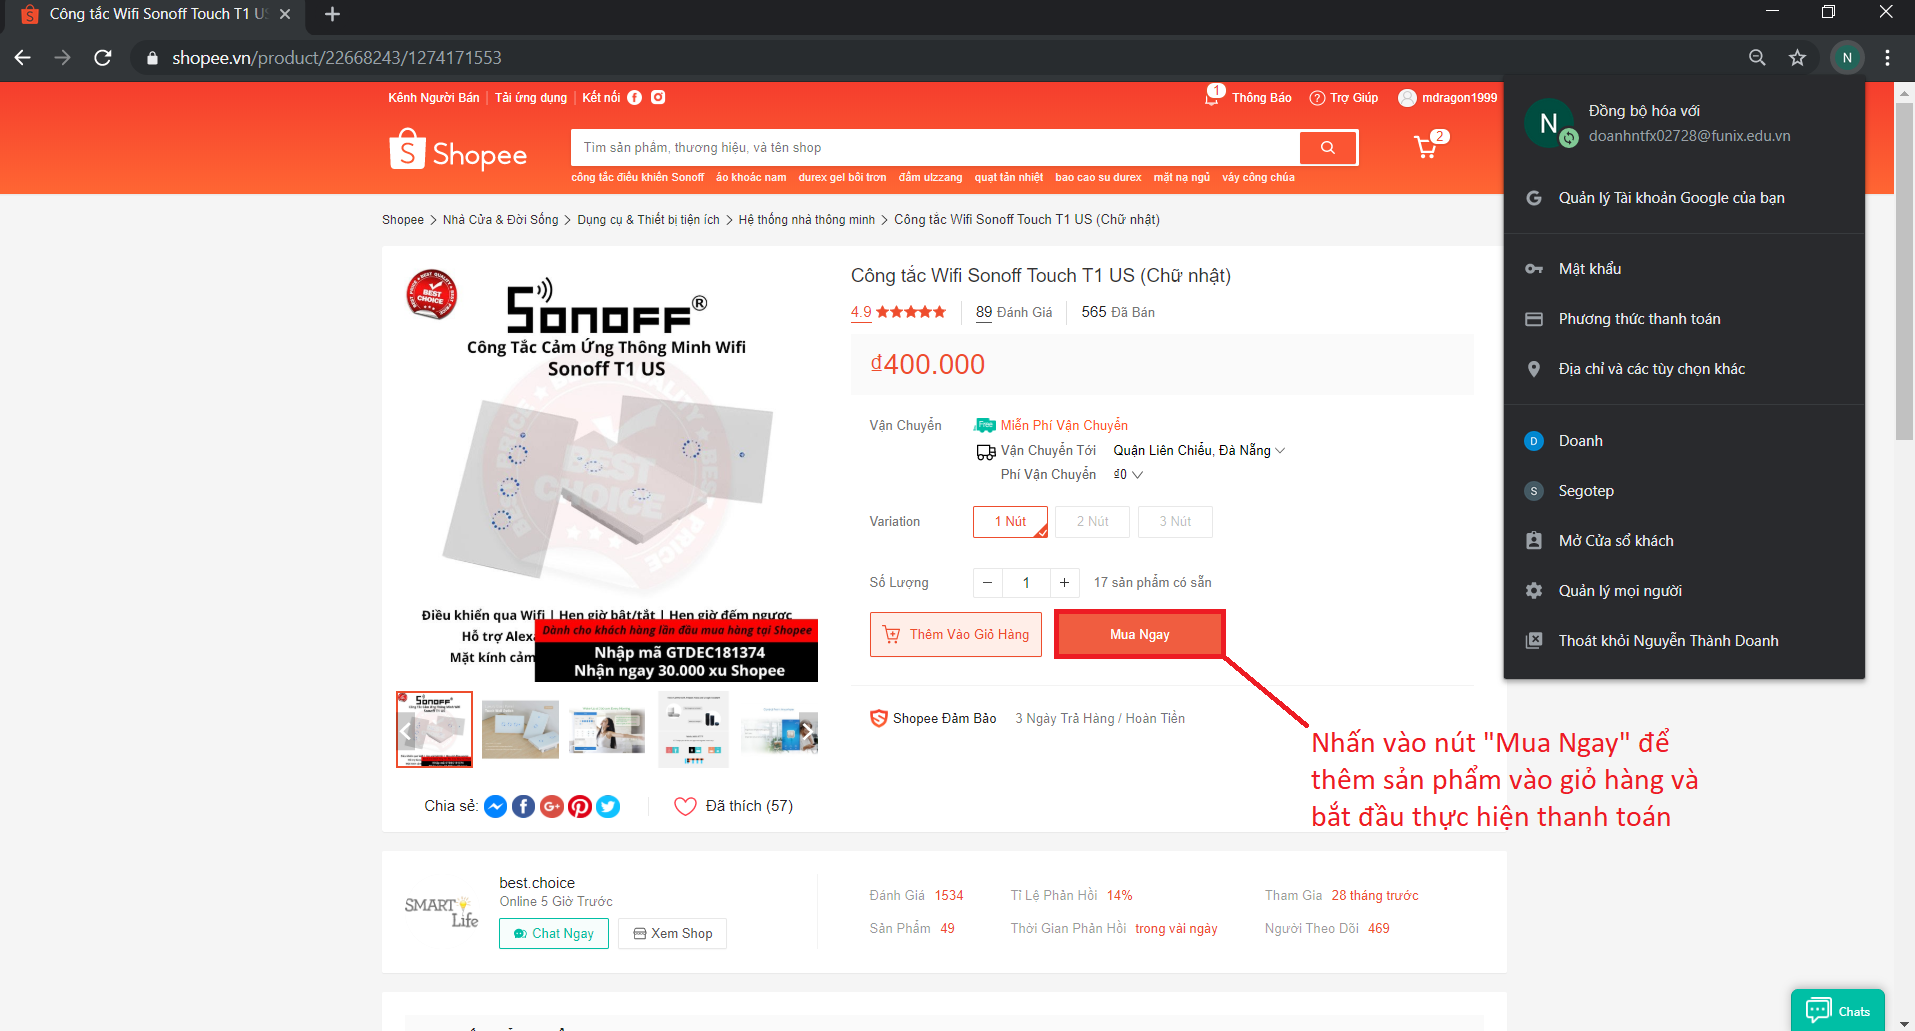 Công tắc Wifi Sonoff Touch T1 US
shopee.vn/product/22668243/1274171553
N
Kênh Người Bán
Tải ứng dụng
Kết nối
1
Thông Báo
Trợ Giúp
mdragon1999
Shopee
Tìm sản phẩm, thương hiệu, và tên shop
2
công tắc điều khiển Sonoff áo khoác nam durex gel bôi trơn đầm ulzzang quạt tản nhiệt bao cao su durex mặt nạ ngủ váy công chúa
Shopee > Nhà Cửa & Đời Sống > Dụng cụ & Thiết bị tiện ích > Hệ thống nhà thông minh > Công tắc Wifi Sonoff Touch T1 US (Chữ nhật)
N
Đồng bộ hóa với
doanhntfx02728@funix.edu.vn
Quản lý Tài khoản Google của bạn
Mật khẩu
Phương thức thanh toán
Địa chỉ và các tùy chọn khác
D Doanh
S Segotep
Mở Cửa sổ khách
Quản lý mọi người
Thoát khỏi Nguyễn Thành Doanh
BEST CHOICE
SONOFF®
Công Tắc Cảm Ứng Thông Minh Wifi
Sonoff T1 US
BEST CHOICE
Điều khiển qua Wifi | Hẹn giờ bật/tắt | Hẹn giờ đếm ngược
Hỗ trợ Alexa
Mặt kính cảm
Dành cho khách hàng lần đầu mua hàng tại Shopee
Nhập mã GTDEC181374
Nhận ngay 30.000 xu Shopee
Chia sẻ:
Đã thích (57)
Công tắc Wifi Sonoff Touch T1 US (Chữ nhật)
4.9
89 Đánh Giá
565 Đã Bán
₫400.000
Vận Chuyển
Free Miễn Phí Vận Chuyển
Vận Chuyển Tới Quận Liên Chiểu, Đà Nẵng
Phí Vận Chuyển ₫0
Variation 1 Nút 2 Nút 3 Nút
Số Lượng − 1 + 17 sản phẩm có sẵn
Thêm Vào Giỏ Hàng
Mua Ngay
Shopee Đảm Bảo 3 Ngày Trả Hàng / Hoàn Tiền
Nhấn vào nút "Mua Ngay" để
thêm sản phẩm vào giỏ hàng và
bắt đầu thực hiện thanh toán
SMART Life
best.choice
Online 5 Giờ Trước
Chat Ngay
Xem Shop
Đánh Giá 1534
Tỉ Lệ Phản Hồi 14%
Tham Gia 28 tháng trước
Sản Phẩm 49
Thời Gian Phản Hồi trong vài ngày
Người Theo Dõi 469
Chats